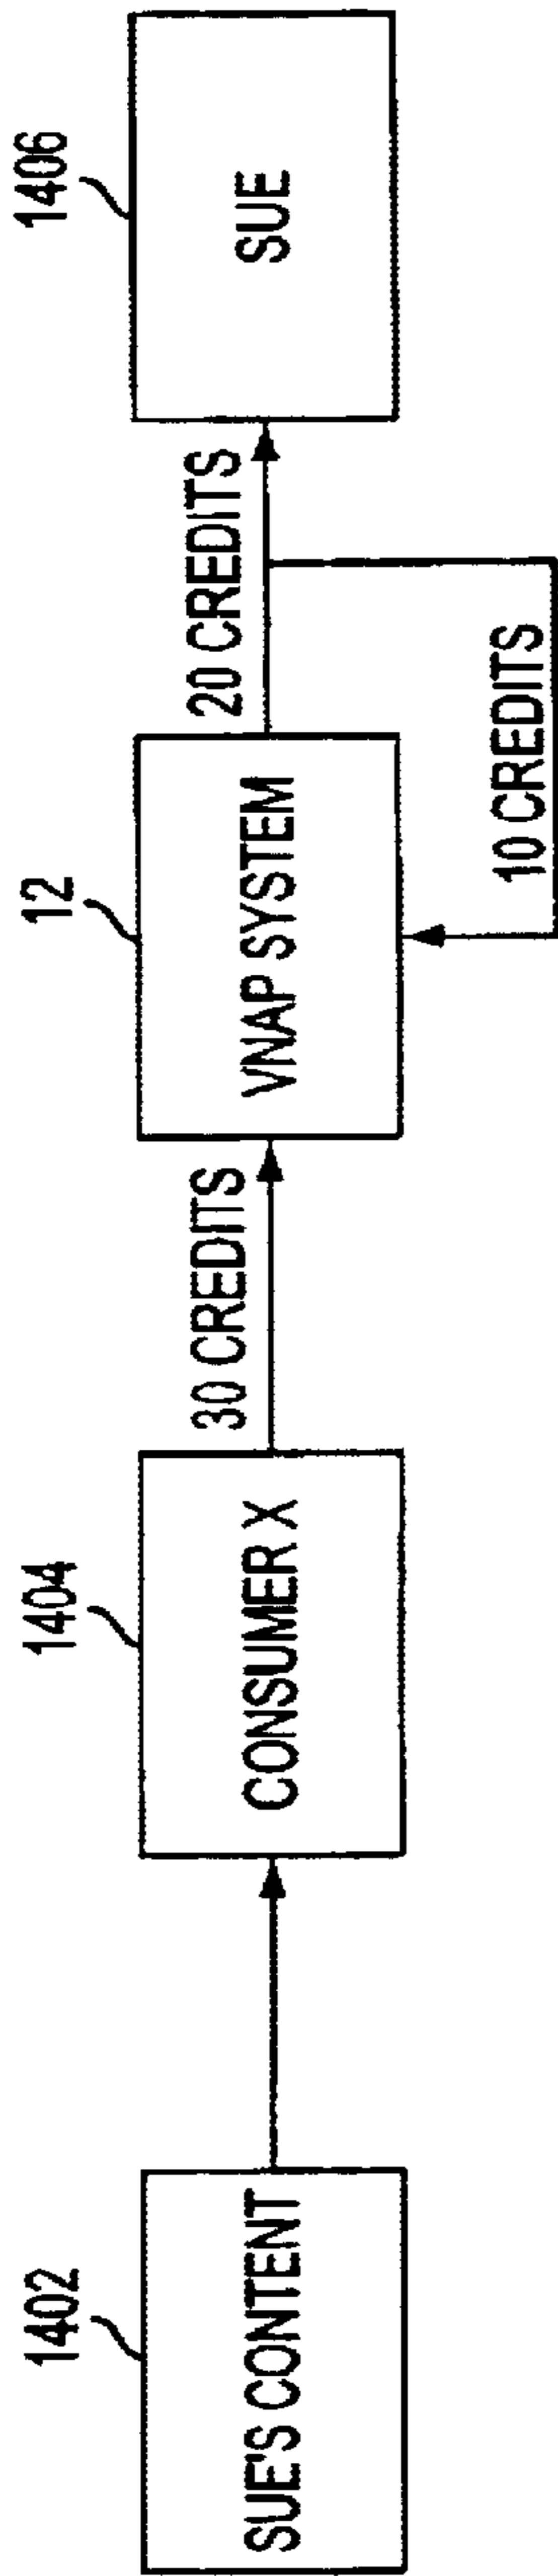 1402
SUE'S CONTENT
1404
CONSUMER X
30 CREDITS
12
VNAP SYSTEM
20 CREDITS
10 CREDITS
1406
SUE